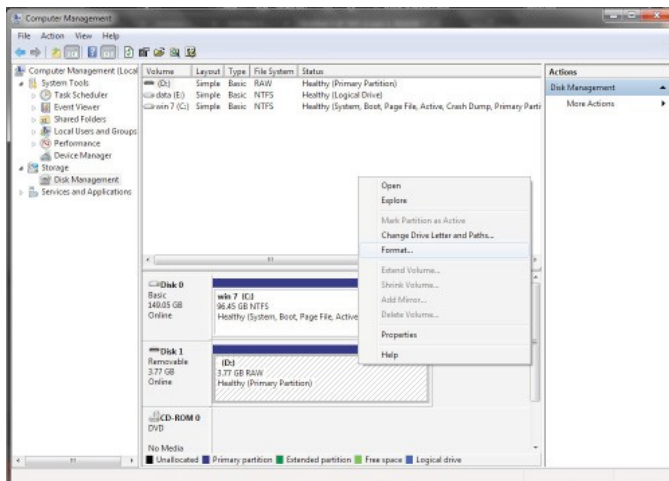 Computer Management
File Action View Help
Computer Management (Local
System Tools
Task Scheduler
Event Viewer
Shared Folders
Local Users and Groups
Performance
Device Manager
Storage
Disk Management
Services and Applications
Volume Layout Type File System Status
(D:) Simple Basic RAW Healthy (Primary Partition)
data (E:) Simple Basic NTFS Healthy (Logical Drive)
win 7 (C:) Simple Basic NTFS Healthy (System, Boot, Page File, Active, Crash Dump, Primary Parti
Actions
Disk Management
More Actions
Open
Explore
Mark Partition as Active
Change Drive Letter and Paths...
Format...
Extend Volume...
Shrink Volume...
Add Mirror...
Delete Volume...
Properties
Help
Disk 0
Basic
149.05 GB
Online
win 7 (C:)
96.45 GB NTFS
Healthy (System, Boot, Page File, Active
Disk 1
Removable
3.77 GB
Online
(D:)
3.77 GB RAW
Healthy (Primary Partition)
CD-ROM 0
DVD
No Media
Unallocated Primary partition Extended partition Free space Logical drive